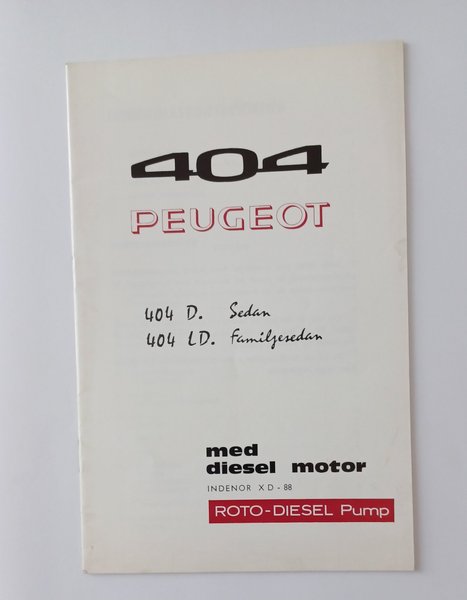 404
PEUGEOT
404 D. Sedan
404 LD. Familjesedan
med
diesel motor
INDENOR XD-88
ROTO-DIESEL Pump